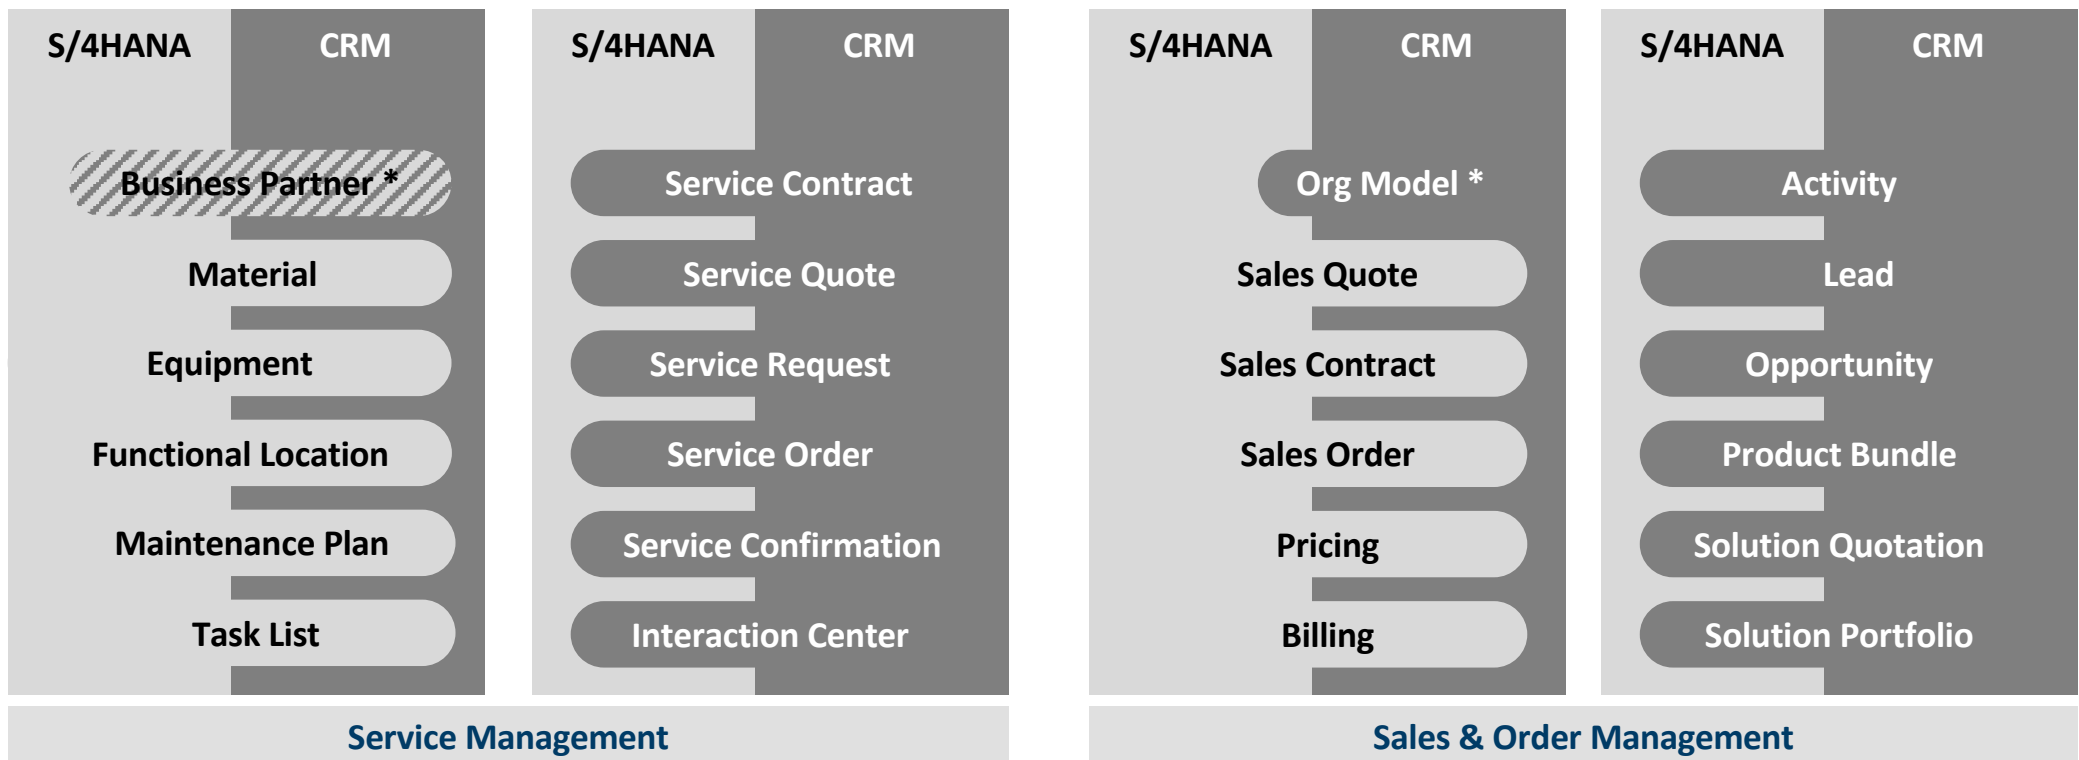 S/4HANA CRM
Business Partner *
Material
Equipment
Functional Location
Maintenance Plan
Task List
S/4HANA CRM
Service Contract
Service Quote
Service Request
Service Order
Service Confirmation
Interaction Center
Service Management
S/4HANA CRM
Org Model *
Sales Quote
Sales Contract
Sales Order
Pricing
Billing
S/4HANA CRM
Activity
Lead
Opportunity
Product Bundle
Solution Quotation
Solution Portfolio
Sales & Order Management